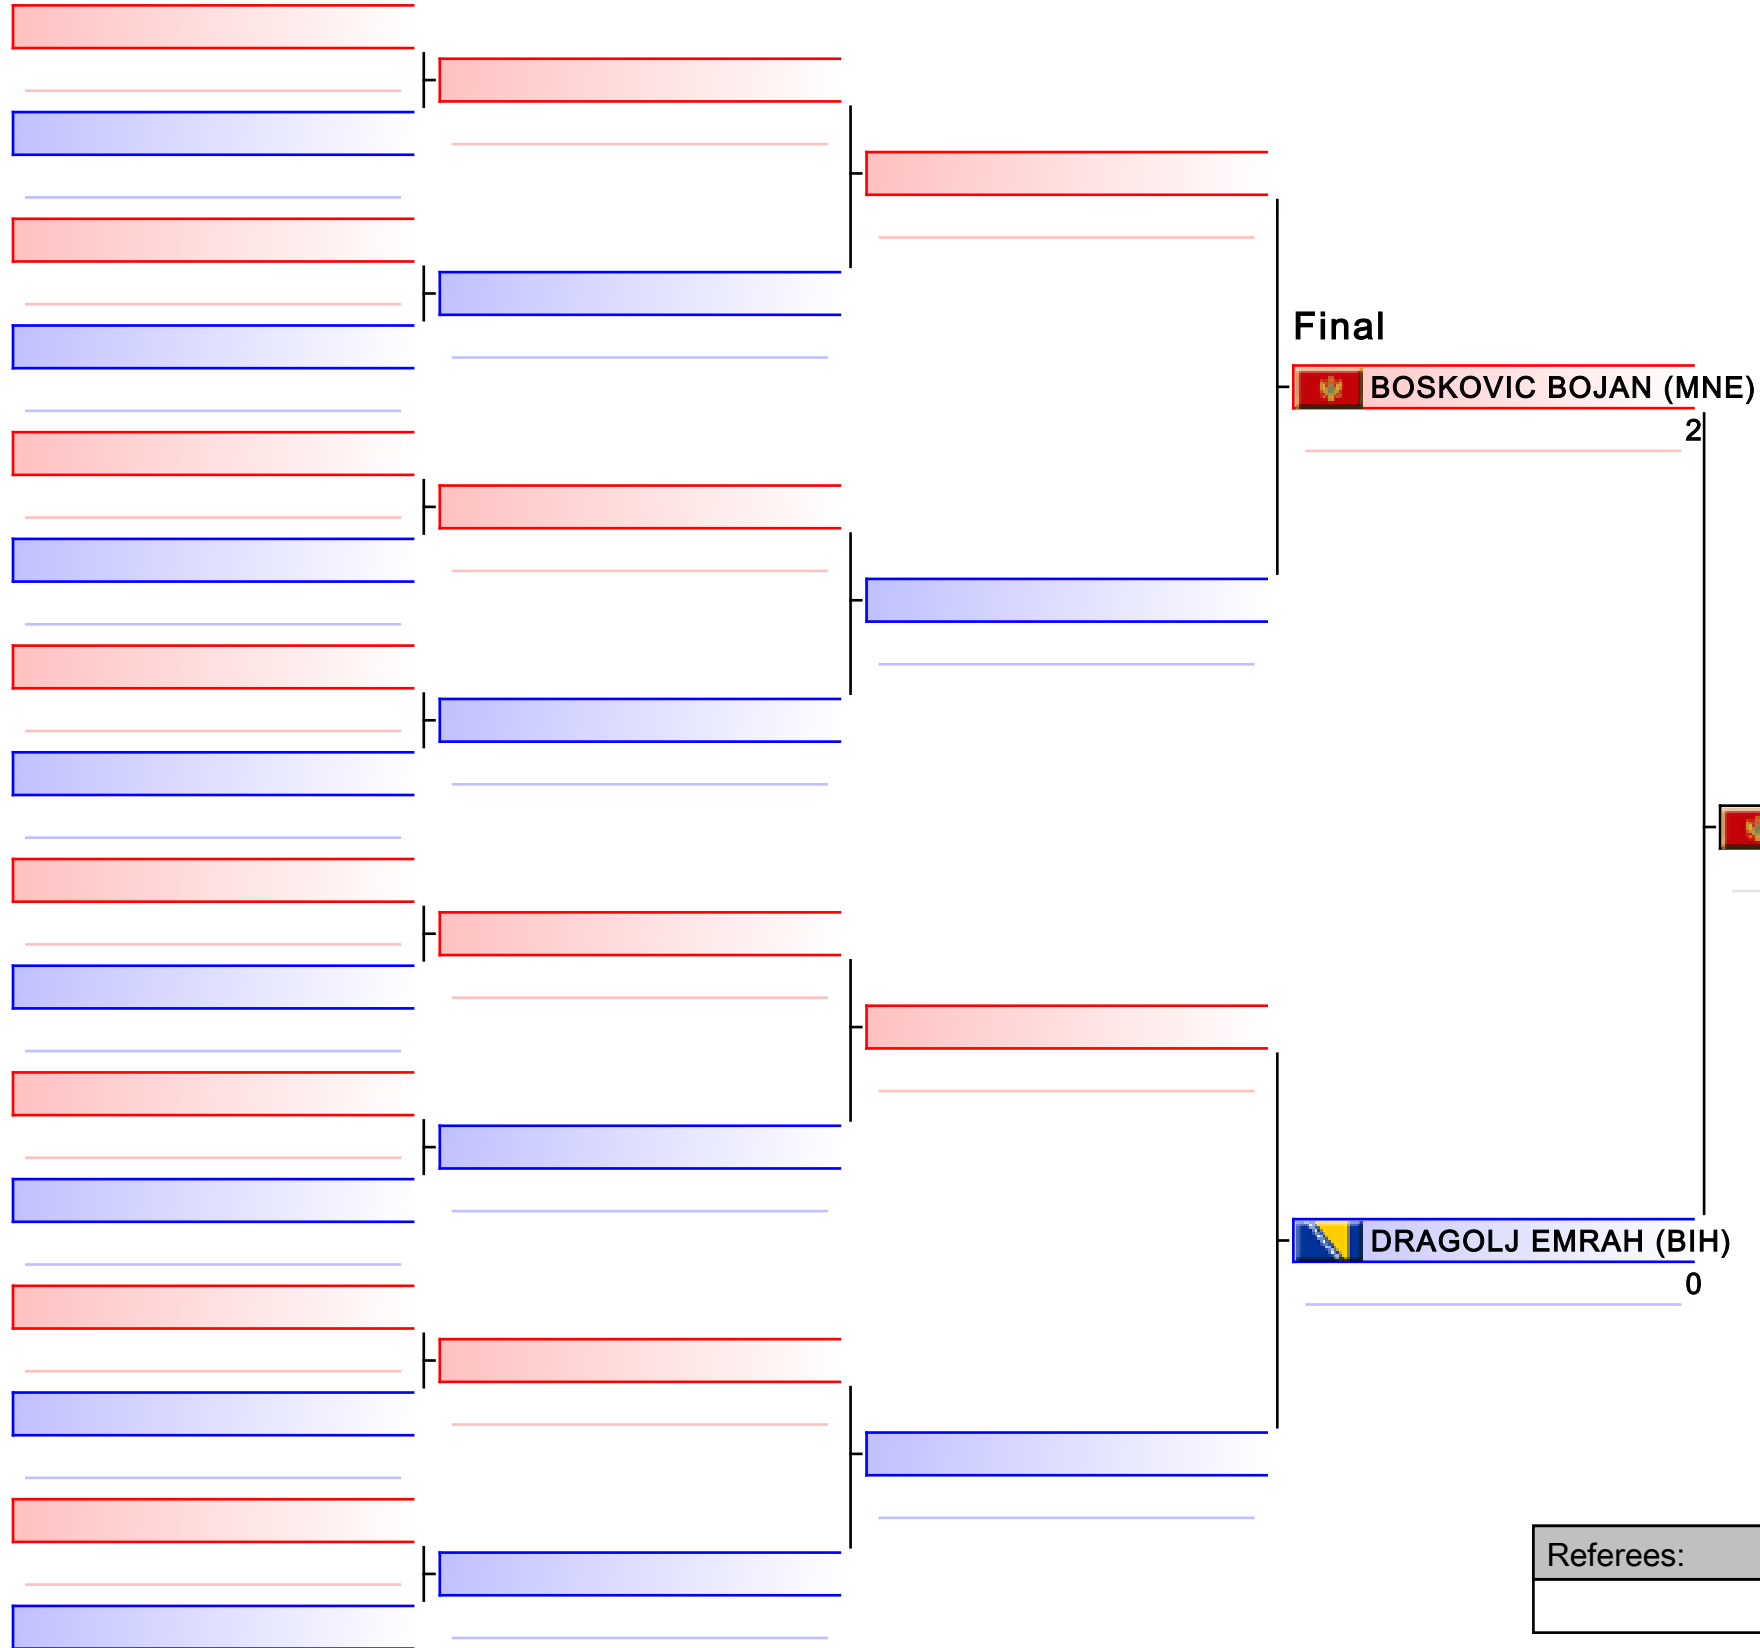 Final
BOSKOVIC BOJAN (MNE)
2
DRAGOLJ EMRAH (BIH)
0
Referees: